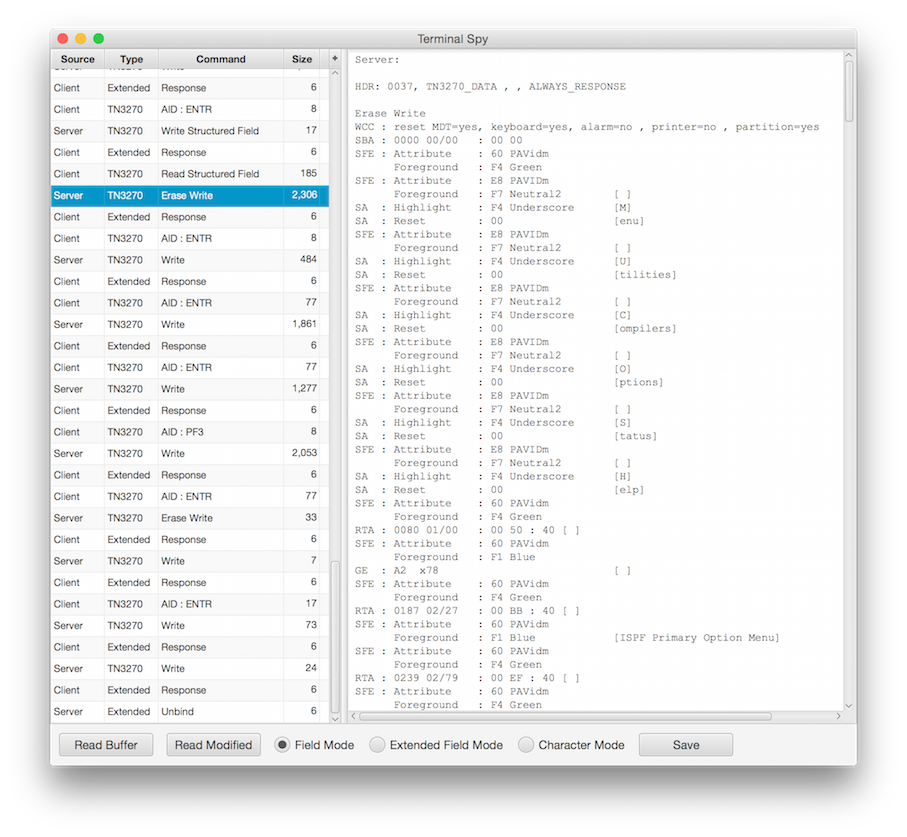 Terminal Spy
Source Type Command Size +
Client Extended Response 6
Client TN3270 AID : ENTR 8
Server TN3270 Write Structured Field 17
Client Extended Response 6
Client TN3270 Read Structured Field 185
Server TN3270 Erase Write 2,306
Client Extended Response 6
Client TN3270 AID : ENTR 8
Server TN3270 Write 484
Client Extended Response 6
Client TN3270 AID : ENTR 77
Server TN3270 Write 1,861
Client Extended Response 6
Client TN3270 AID : ENTR 77
Server TN3270 Write 1,277
Client Extended Response 6
Client TN3270 AID : PF3 8
Server TN3270 Write 2,053
Client Extended Response 6
Client TN3270 AID : ENTR 77
Server TN3270 Erase Write 33
Client Extended Response 6
Server TN3270 Write 7
Client Extended Response 6
Client TN3270 AID : ENTR 17
Server TN3270 Write 73
Client Extended Response 6
Server TN3270 Write 24
Client Extended Response 6
Server Extended Unbind 6
Server:
HDR: 0037, TN3270_DATA , , ALWAYS_RESPONSE
Erase Write
WCC : reset MDT=yes, keyboard=yes, alarm=no , printer=no , partition=yes
SBA : 0000 00/00 : 00 00
SFE : Attribute : 60 PAVidm
Foreground : F4 Green
SFE : Attribute : E8 PAVIDm
Foreground : F7 Neutral2 [ ]
SA : Highlight : F4 Underscore [M]
SA : Reset : 00 [enu]
SFE : Attribute : E8 PAVIDm
Foreground : F7 Neutral2 [ ]
SA : Highlight : F4 Underscore [U]
SA : Reset : 00 [tilities]
SFE : Attribute : E8 PAVIDm
Foreground : F7 Neutral2 [ ]
SA : Highlight : F4 Underscore [C]
SA : Reset : 00 [ompilers]
SFE : Attribute : E8 PAVIDm
Foreground : F7 Neutral2 [ ]
SA : Highlight : F4 Underscore [O]
SA : Reset : 00 [ptions]
SFE : Attribute : E8 PAVIDm
Foreground : F7 Neutral2 [ ]
SA : Highlight : F4 Underscore [S]
SA : Reset : 00 [tatus]
SFE : Attribute : E8 PAVIDm
Foreground : F7 Neutral2 [ ]
SA : Highlight : F4 Underscore [H]
SA : Reset : 00 [elp]
SFE : Attribute : 60 PAVidm
Foreground : F4 Green
RTA : 0080 01/00 : 00 50 : 40 [ ]
SFE : Attribute : 60 PAVidm
Foreground : F1 Blue
GE : A2 x78 [ ]
SFE : Attribute : 60 PAVidm
Foreground : F4 Green
RTA : 0187 02/27 : 00 BB : 40 [ ]
SFE : Attribute : 60 PAVidm
Foreground : F1 Blue [ISPF Primary Option Menu]
SFE : Attribute : 60 PAVidm
Foreground : F4 Green
RTA : 0239 02/79 : 00 EF : 40 [ ]
SFE : Attribute : 60 PAVidm
Foreground : F4 Green
Read Buffer Read Modified Field Mode Extended Field Mode Character Mode Save